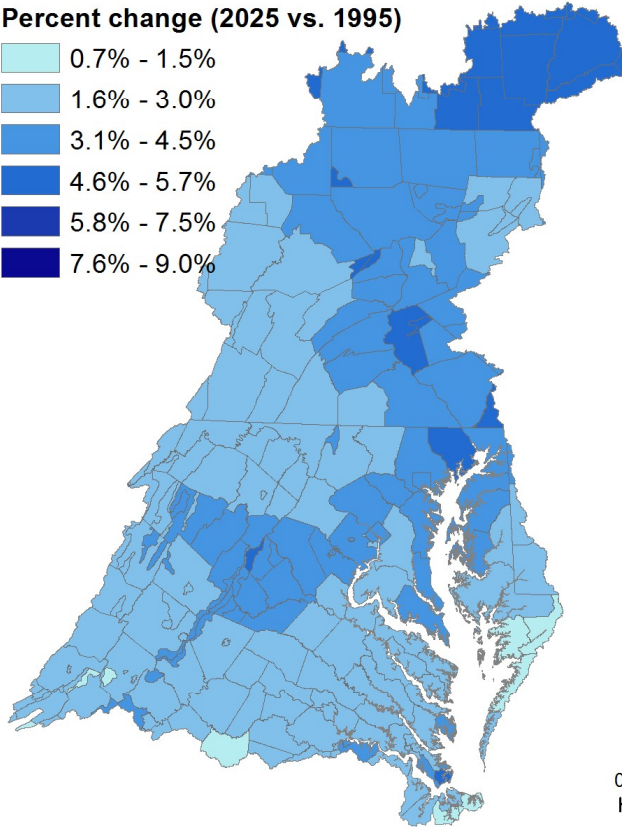 Percent change (2025 vs. 1995)
0.7% - 1.5%
1.6% - 3.0%
3.1% - 4.5%
4.6% - 5.7%
5.8% - 7.5%
7.6% - 9.0%
0